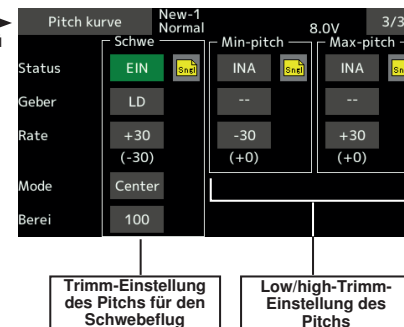 Pitch kurve New-1 Normal 8.0V 3/3
Schwe Min-pitch Max-pitch
Status EIN Sngl INA Sngl INA Sngl
Geber LD -- --
Rate +30 -30 +30
(-30) (+0) (+0)
Mode Center
Berei 100
Trimm-Einstellung des Pitchs für den Schwebeflug
Low/high-Trimm-Einstellung des Pitchs